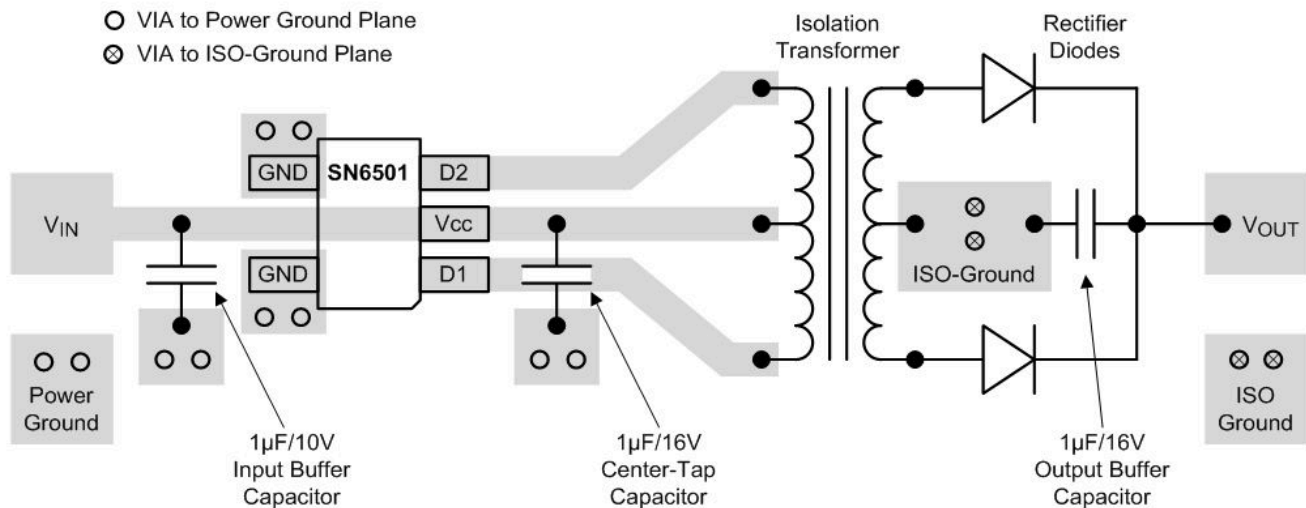 VIA to Power Ground Plane
VIA to ISO-Ground Plane
Isolation
Transformer
Rectifier
Diodes
GND
SN6501
D2
VIN
Vcc
VOUT
GND
D1
ISO-Ground
Power
Ground
ISO
Ground
1µF/10V
Input Buffer
Capacitor
1µF/16V
Center-Tap
Capacitor
1µF/16V
Output Buffer
Capacitor